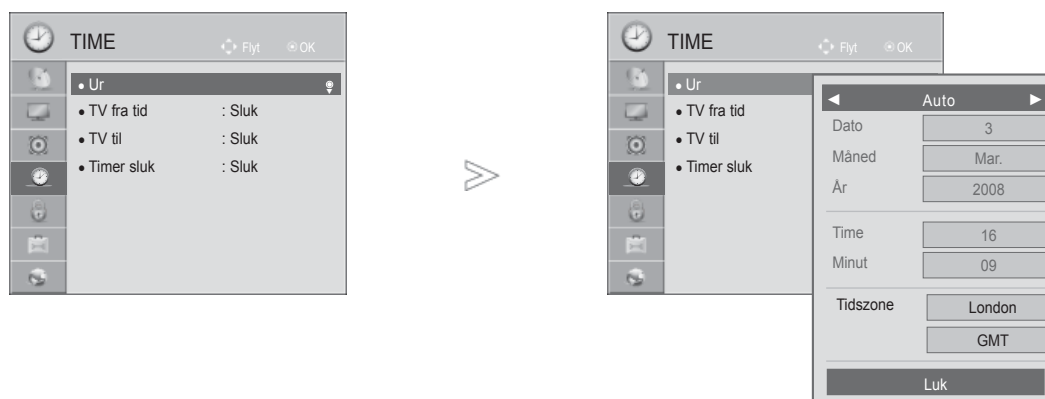 TIME Flyt OK
• Ur
• TV fra tid : Sluk
• TV til : Sluk
• Timer sluk : Sluk
TIME Flyt OK
• Ur
• TV fra tid
• TV til
• Timer sluk
◄ Auto ►
Dato 3
Måned Mar.
År 2008
Time 16
Minut 09
Tidszone London
GMT
Luk